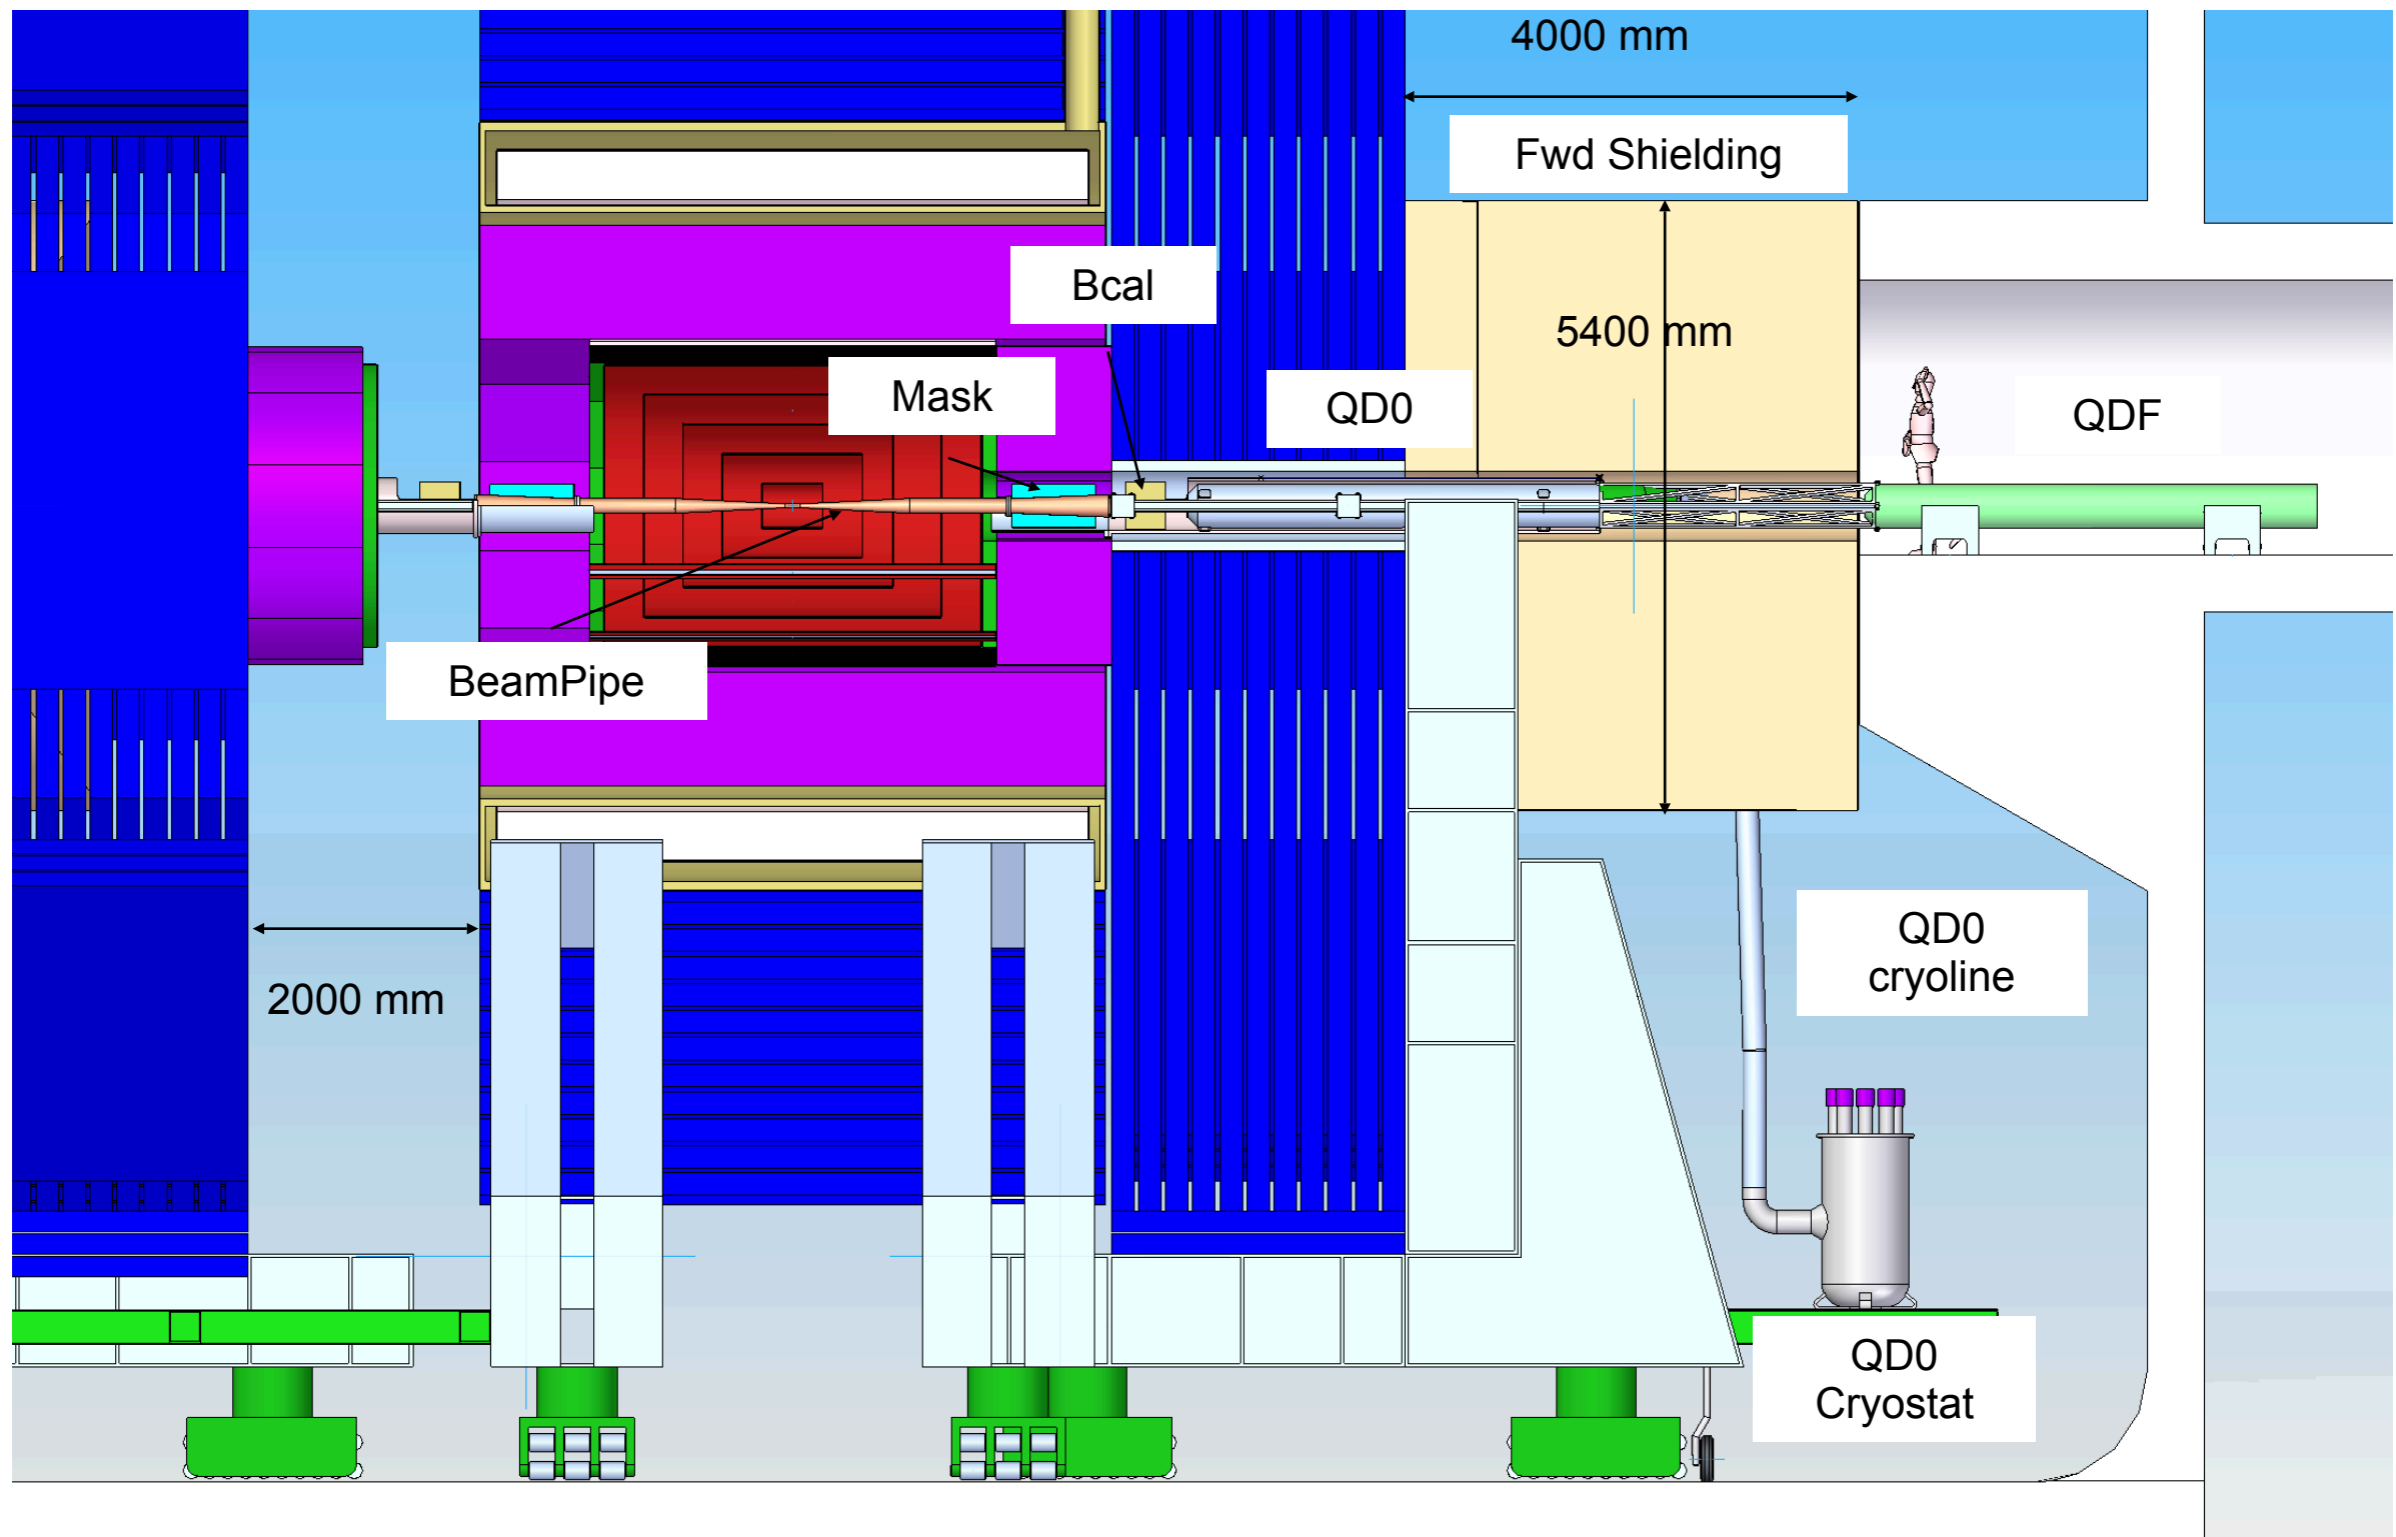 4000 mm
Fwd Shielding
Bcal
5400 mm
Mask
QD0
QDF
BeamPipe
QD0
cryoline
2000 mm
QD0
Cryostat